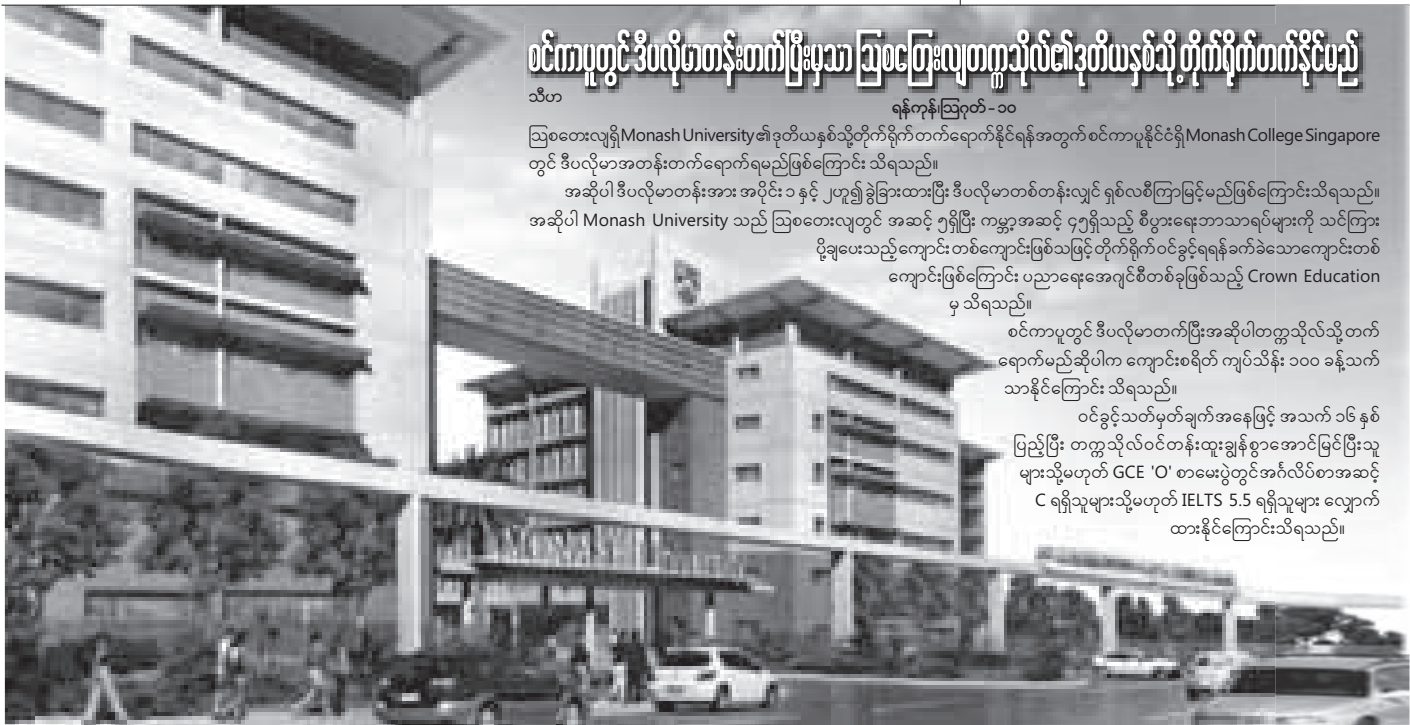 စင်ကာပူတွင် ဒီပလိုမာတန်းတက်ပြီးမှသာ ဩစတြေးလျတက္ကသိုလ်၏ဒုတိယနှစ်သို့ တိုက်ရိုက်တက်နိုင်မည်
သီဟ
ရန်ကုန်၊ဩဂုတ် – ၁၀
ဩစတေးလျရှိ Monash University ၏ ဒုတိယနှစ်သို့တိုက်ရိုက် တက်ရောက်နိုင်ရန်အတွက် စင်ကာပူနိုင်ငံရှိ Monash College Singapore
တွင် ဒီပလိုမာအတန်းတက်ရောက်ရမည်ဖြစ်ကြောင်း သိရသည်။
အဆိုပါ ဒီပလိုမာတန်းအား အပိုင်း ၁ နှင့် ၂ဟူ၍ ခွဲခြားထားပြီး ဒီပလိုမာတစ်တန်းလျှင် ရှစ်လစီကြာမြင့်မည်ဖြစ်ကြောင်းသိရသည်။
အဆိုပါ Monash University သည် ဩစတေးလျတွင် အဆင့် ၅ရှိပြီး ကမ္ဘာ့အဆင့် ၄၅ရှိသည့် စီပွားရေးဘာသာရပ်များကို သင်ကြား
ပို့ချပေးသည့်ကျောင်းတစ်ကျောင်းဖြစ်သဖြင့် တိုက်ရိုက်ဝင်ခွင့်ရရန်ခက်ခဲသောကျောင်းတစ်
ကျောင်းဖြစ်ကြောင်း ပညာရေးအေဂျင်စီတစ်ခုဖြစ်သည့် Crown Education
မှ သိရသည်။
စင်ကာပူတွင် ဒီပလိုမာတက်ပြီးအဆိုပါတက္ကသိုလ်သို့ တက်
ရောက်မည်ဆိုပါက ကျောင်းစရိတ် ကျပ်သိန်း ၁၀၀ ခန့်သက်
သာနိုင်ကြောင်း သိရသည်။
ဝင်ခွင့်သတ်မှတ်ချက်အနေဖြင့် အသက် ၁၆ နှစ်
ပြည့်ပြီး တက္ကသိုလ်ဝင်တန်းထူးချွန်စွာအောင်မြင်ပြီးသူ
များသို့မဟုတ် GCE 'O' စာမေးပွဲတွင်အင်္ဂလိပ်စာအဆင့်
C ရရှိသူများသို့မဟုတ် IELTS 5.5 ရရှိသူများ လျှောက်
ထားနိုင်ကြောင်းသိရသည်။